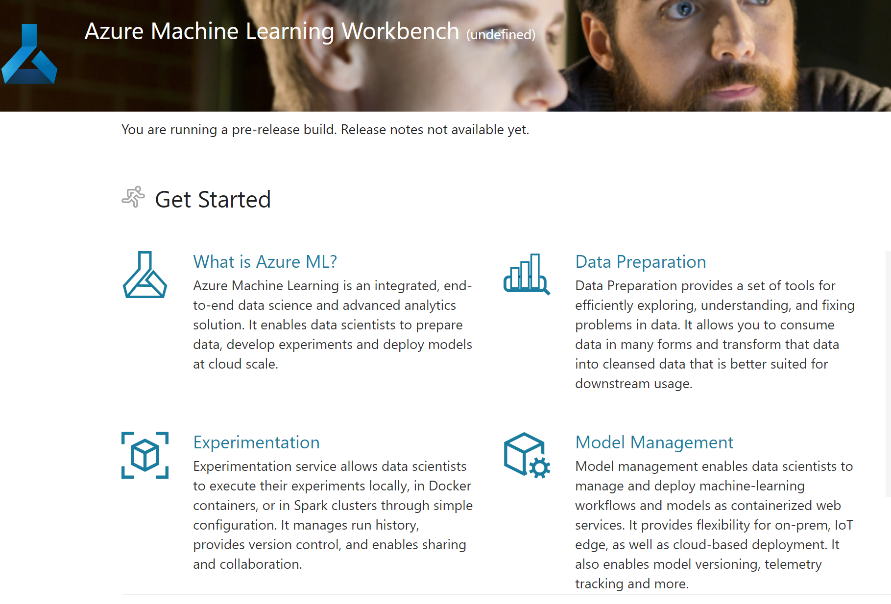 Azure Machine Learning Workbench (undefined)
You are running a pre-release build. Release notes not available yet.
Get Started
What is Azure ML?
Azure Machine Learning is an integrated, end-
to-end data science and advanced analytics
solution. It enables data scientists to prepare
data, develop experiments and deploy models
at cloud scale.
Data Preparation
Data Preparation provides a set of tools for
efficiently exploring, understanding, and fixing
problems in data. It allows you to consume
data in many forms and transform that data
into cleansed data that is better suited for
downstream usage.
Experimentation
Experimentation service allows data scientists
to execute their experiments locally, in Docker
containers, or in Spark clusters through simple
configuration. It manages run history,
provides version control, and enables sharing
and collaboration.
Model Management
Model management enables data scientists to
manage and deploy machine-learning
workflows and models as containerized web
services. It provides flexibility for on-prem, IoT
edge, as well as cloud-based deployment. It
also enables model versioning, telemetry
tracking and more.